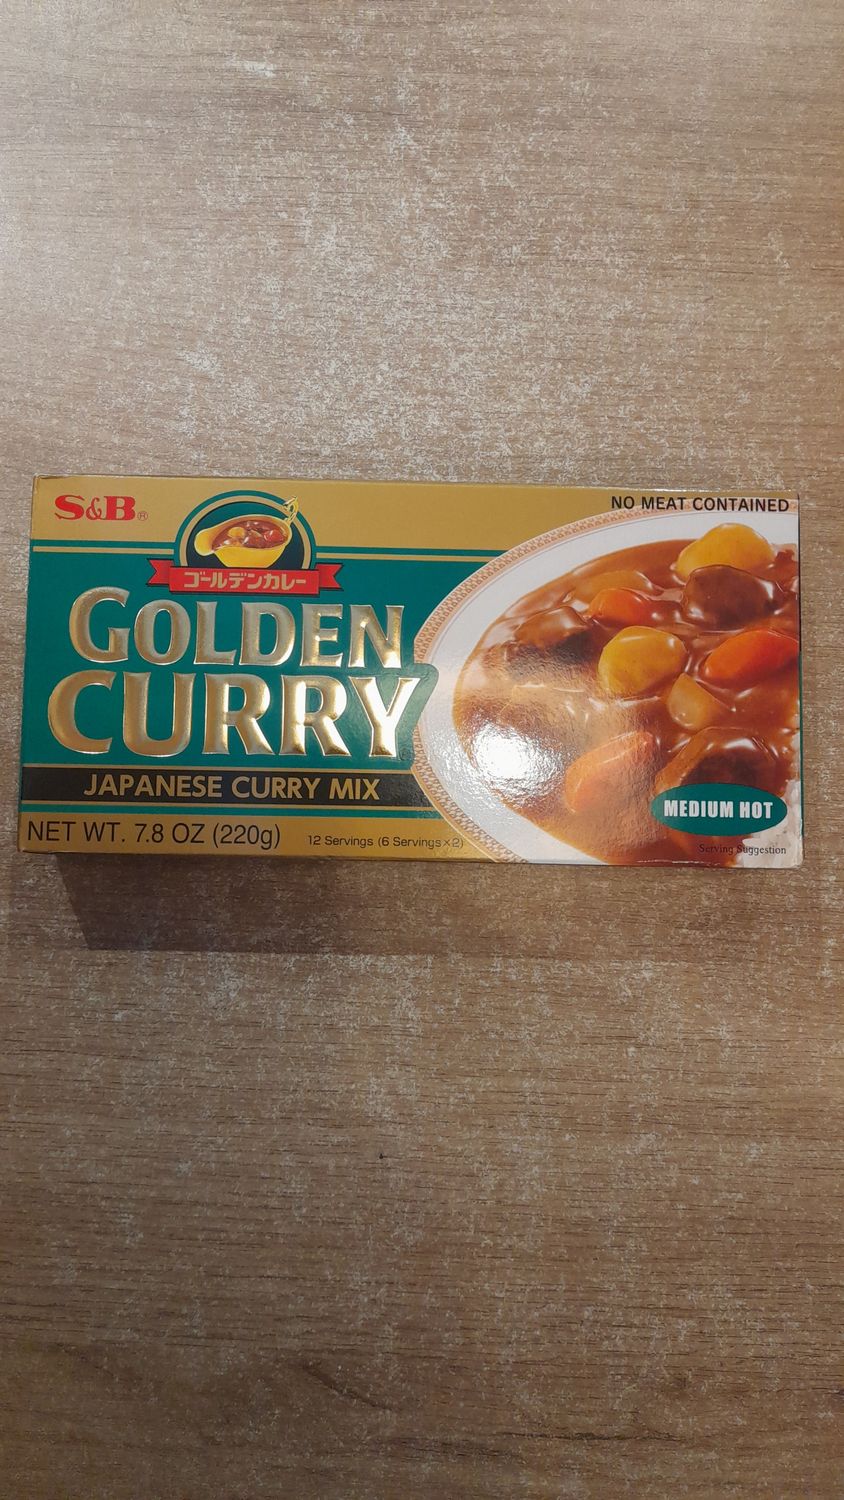 S&B®
NO MEAT CONTAINED
ゴールデンカレー
GOLDEN
CURRY
JAPANESE CURRY MIX
MEDIUM HOT
NET WT. 7.8 OZ (220g)
12 Servings (6 Servings×2)
Serving Suggestion